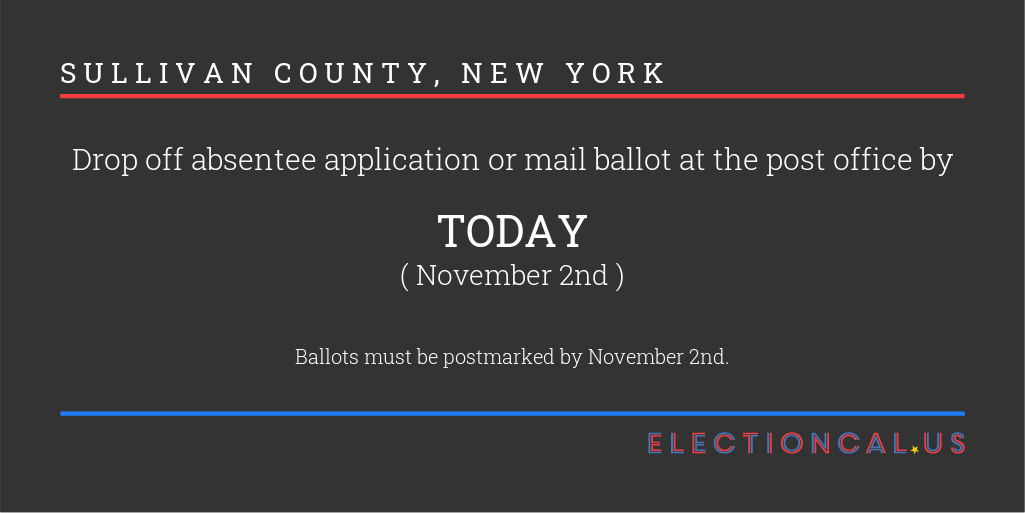 SULLIVAN COUNTY, NEW YORK
Drop off absentee application or mail ballot at the post office by
TODAY
( November 2nd )
Ballots must be postmarked by November 2nd.
ELECTIONCAL.US